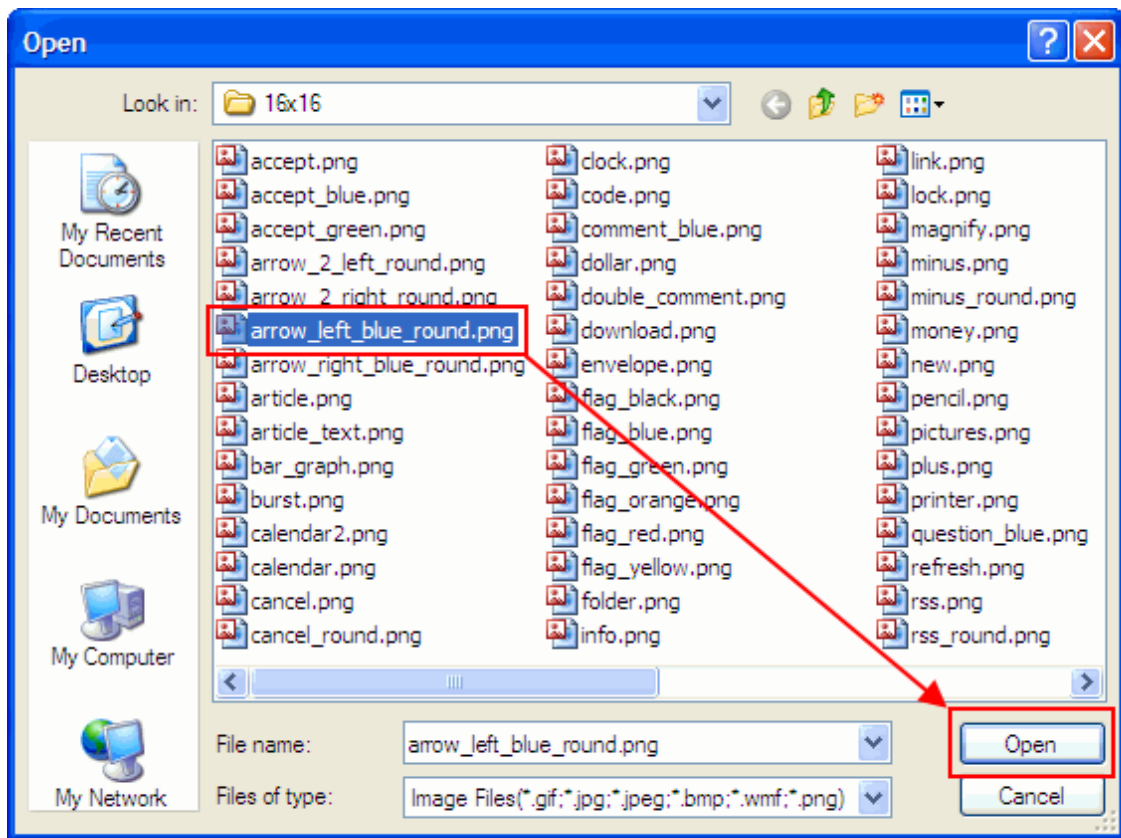 Open
Look in: 16x16
My Recent
Documents
Desktop
My Documents
My Computer
My Network
accept.png
accept_blue.png
accept_green.png
arrow_2_left_round.png
arrow_2_right_round.png
arrow_left_blue_round.png
arrow_right_blue_round.png
article.png
article_text.png
bar_graph.png
burst.png
calendar2.png
calendar.png
cancel.png
cancel_round.png
clock.png
code.png
comment_blue.png
dollar.png
double_comment.png
download.png
envelope.png
flag_black.png
flag_blue.png
flag_green.png
flag_orange.png
flag_red.png
flag_yellow.png
folder.png
info.png
link.png
lock.png
magnify.png
minus.png
minus_round.png
money.png
new.png
pencil.png
pictures.png
plus.png
printer.png
question_blue.png
refresh.png
rss.png
rss_round.png
File name: arrow_left_blue_round.png Open
Files of type: Image Files(*.gif;*.jpg;*.jpeg;*.bmp;*.wmf;*.png) Cancel